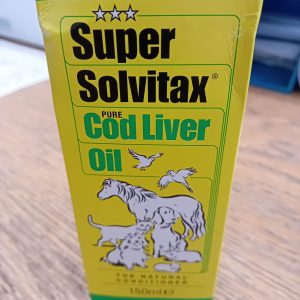 Super
Solvitax®
PURE
Cod Liver
Oil
THE NATURAL
CONDITIONER
150ml℮